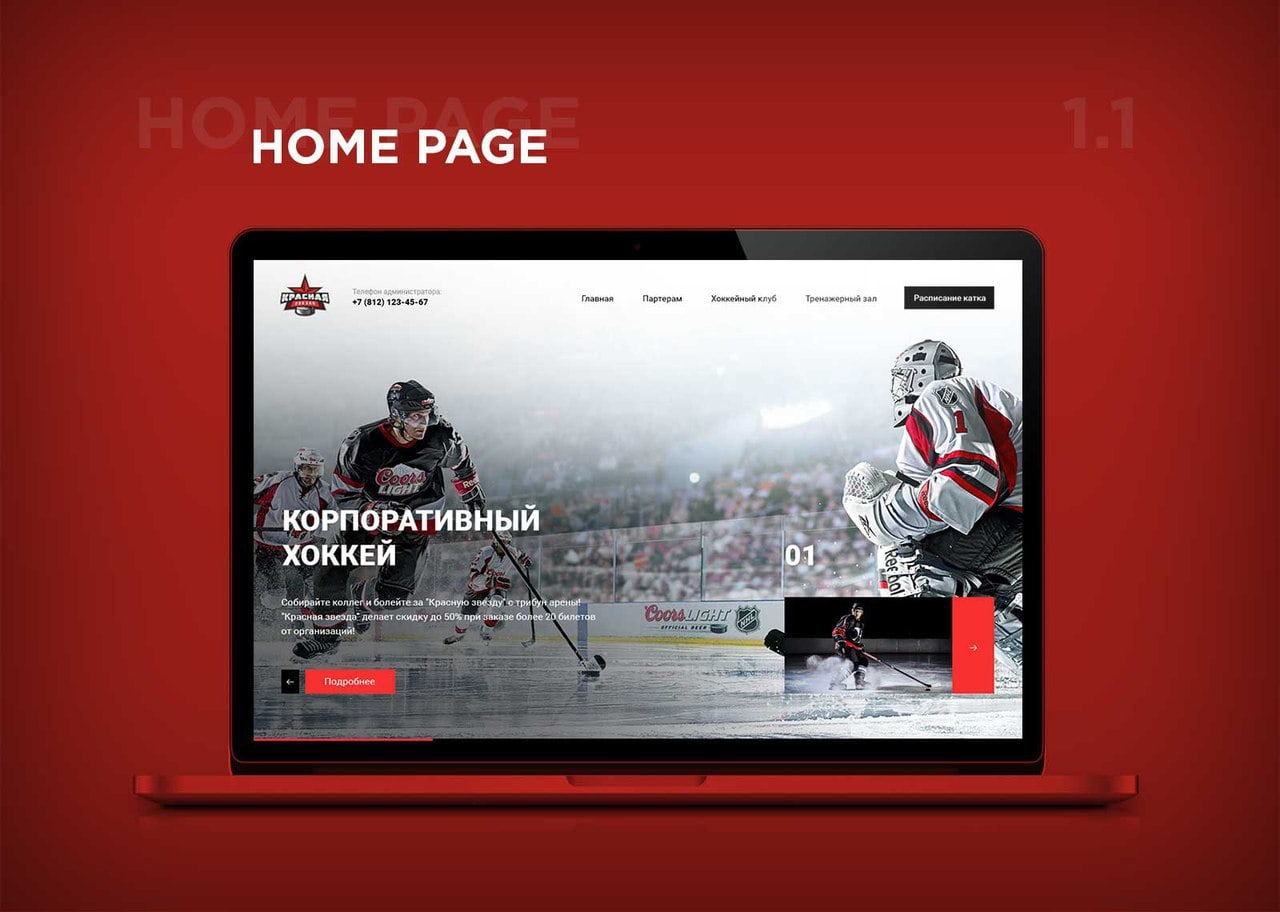 HOME PAGE
1.1
HOME PAGE
КРАСНАЯ
ЗВЕЗДА
Телефон администратора:
+7 (812) 123-45-67
Главная
Партерам
Хоккейный клуб
Тренажерный зал
Расписание катка
1
Coors
LIGHT
Reebok
КОРПОРАТИВНЫЙ
ХОККЕЙ
01
Собирайте коллег и болейте за "Красную звезду" с трибун арены!
"Красная звезда" делает скидку до 50% при заказе более 20 билетов
от организаций!
Coors LIGHT
OFFICIAL BEER
NHL
← Подробнее
→